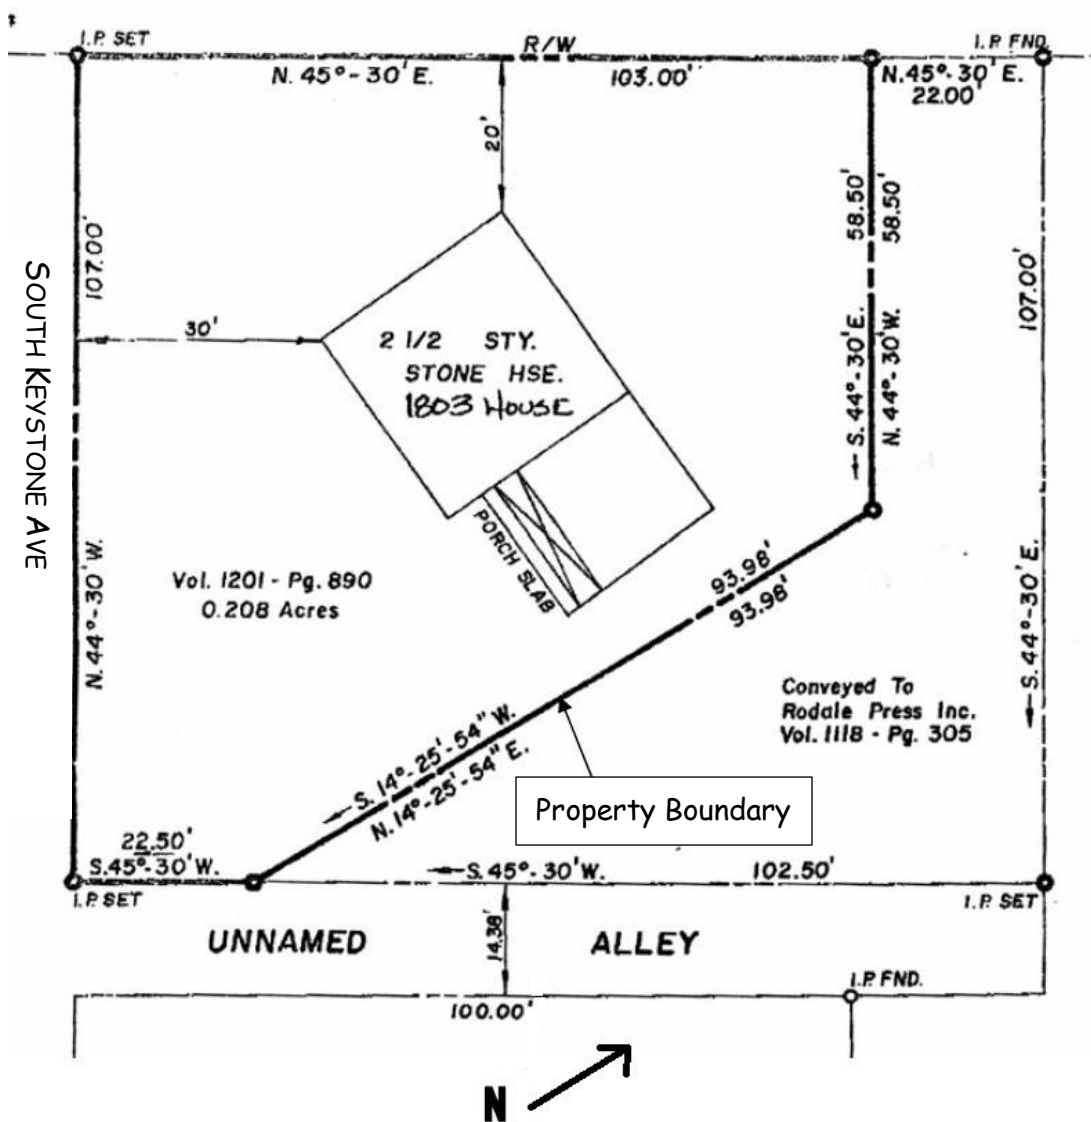 I.P. SET
R/W
I.P. FND.
N. 45°-30' E.
103.00'
N. 45°-30' E.
22.00'
20'
58.50'
58.50'
107.00'
SOUTH KEYSTONE AVE
30'
2 1/2 STY.
STONE HSE.
1803 HOUSE
107.00'
S. 44°-30' E.
N. 44°-30' W.
PORCH SLAB
N. 44°-30' W.
Vol. 1201 - Pg. 890
0.208 Acres
93.98'
93.98'
S. 44°-30' E.
Conveyed To
Rodale Press Inc.
Vol. 1118 - Pg. 305
S. 14°-25'-54" W.
N. 14°-25'-54" E.
Property Boundary
22.50'
S. 45°-30' W.
S. 45°-30' W.
102.50'
I.P. SET
I.P. SET
UNNAMED ALLEY
14.38'
I.P. FND.
100.00'
N